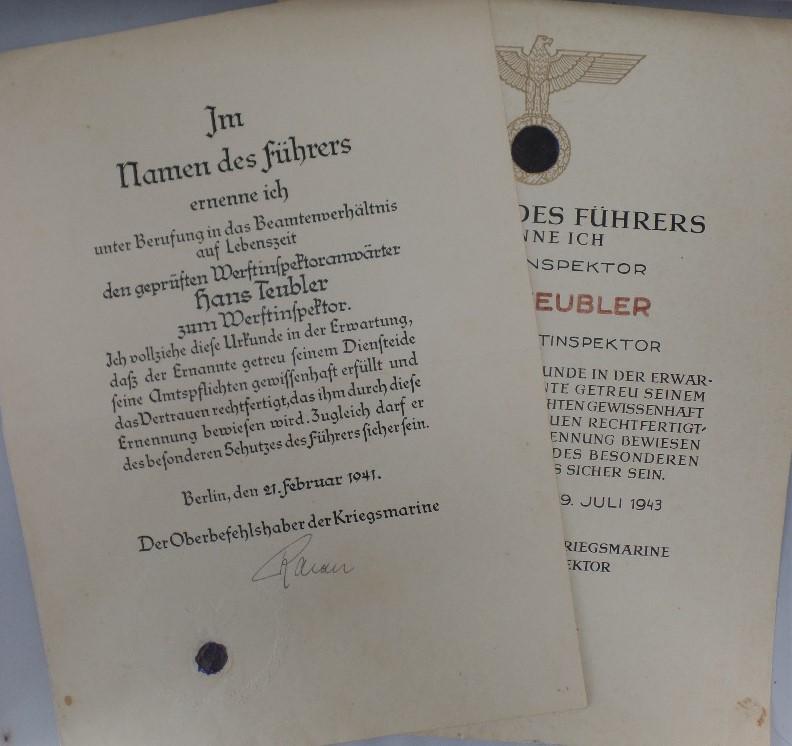 Im
Namen des Führers
ernenne ich
unter Berufung in das Beamtenverhältnis
auf Lebenszeit
den geprüften Werftinspektoranwärter
Hans Teubler
zum Werftinspektor.
Ich vollziehe diese Urkunde in der Erwartung,
daß der Ernannte getreu seinem Diensteide
seine Amtspflichten gewissenhaft erfüllt und
das Vertrauen rechtfertigt, das ihm durch diese
Ernennung bewiesen wird. Zugleich darf er
des besonderen Schutzes des Führers sicher sein.
Berlin, den 21. Februar 1941.
Der Oberbefehlshaber der Kriegsmarine
Raeder
DES FÜHRERS
NNE ICH
INSPEKTOR
TEUBLER
TINSPEKTOR
UNDE IN DER ERWAR-
NTE GETREU SEINEM
HTEN GEWISSENHAFT
UEN RECHTFERTIGT,
ENNUNG BEWIESEN
DES BESONDEREN
S SICHER SEIN.
9. JULI 1943
RIEGSMARINE
EKTOR